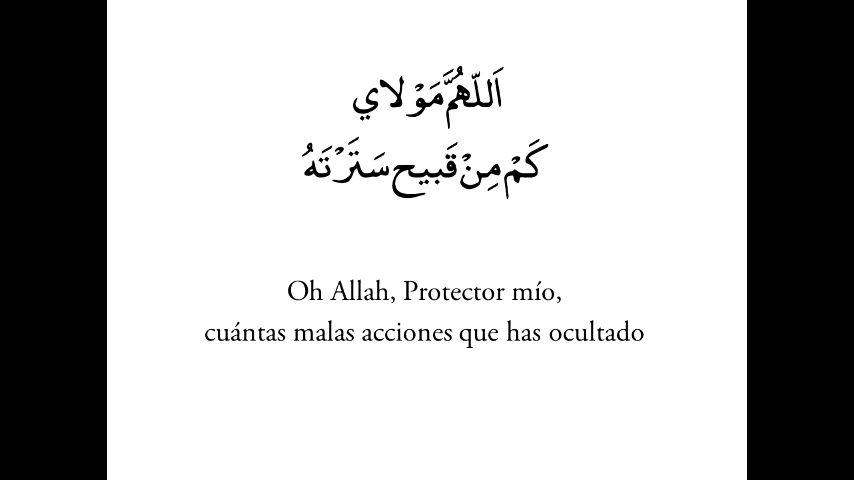 اَللّهُمَّ مَوْلاي
كَمْ مِنْ قَبيح سَتَرْتَهُ
Oh Allah, Protector mío,
cuántas malas acciones que has ocultado